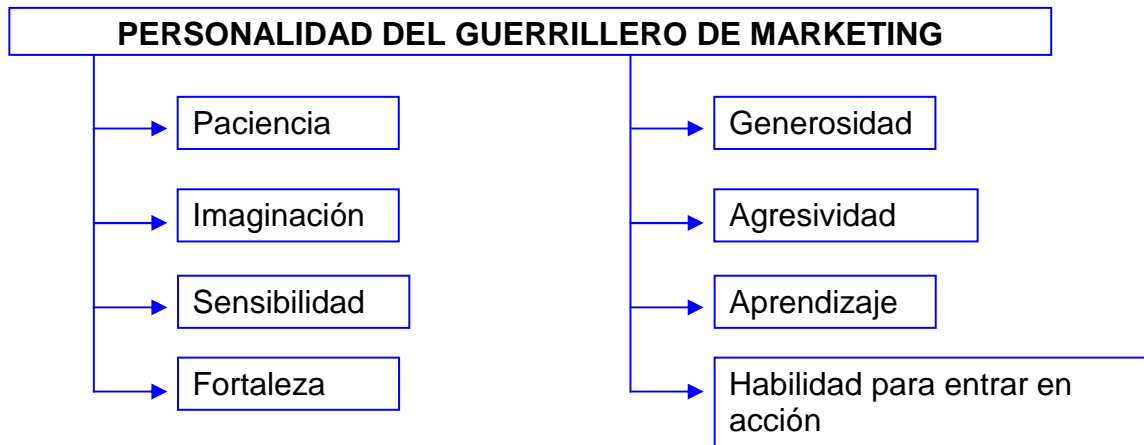 PERSONALIDAD DEL GUERRILLERO DE MARKETING
Paciencia
Imaginación
Sensibilidad
Fortaleza
Generosidad
Agresividad
Aprendizaje
Habilidad para entrar en
acción